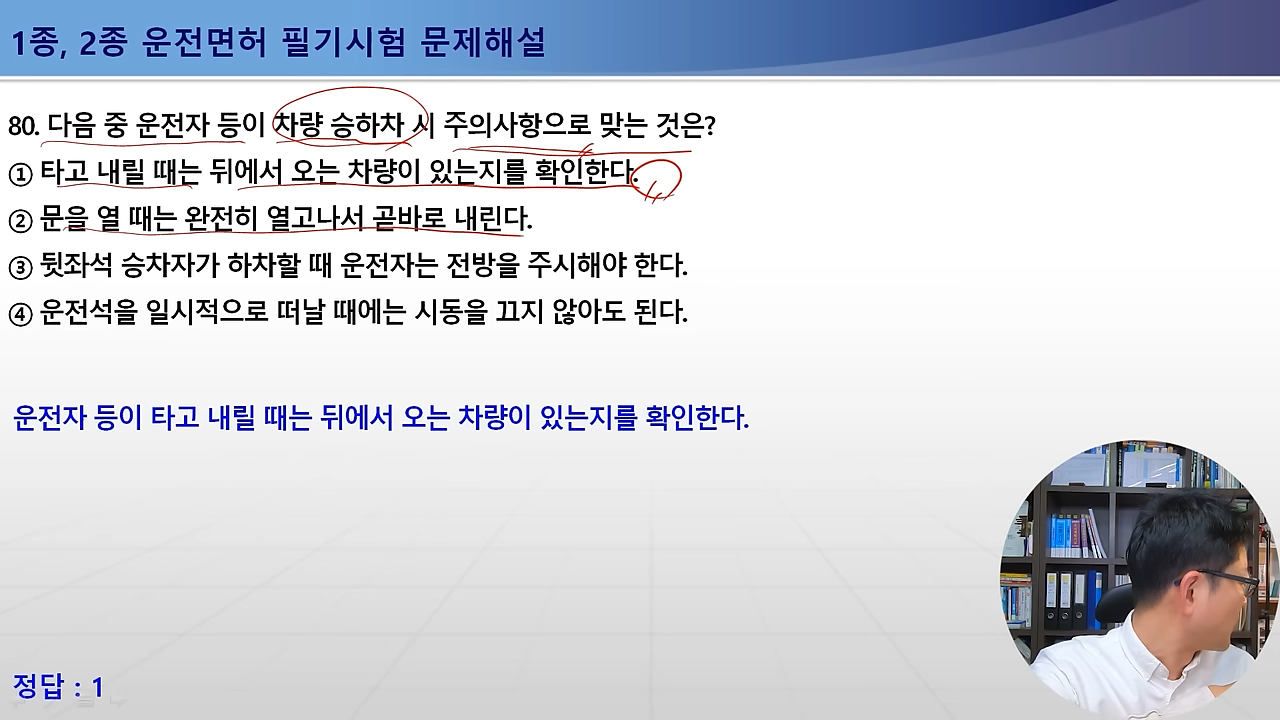 1종, 2종 운전면허 필기시험 문제해설
80. 다음 중 운전자 등이 차량 승하차 시 주의사항으로 맞는 것은?
① 타고 내릴 때는 뒤에서 오는 차량이 있는지를 확인한다.
② 문을 열 때는 완전히 열고나서 곧바로 내린다.
③ 뒷좌석 승차자가 하차할 때 운전자는 전방을 주시해야 한다.
④ 운전석을 일시적으로 떠날 때에는 시동을 끄지 않아도 된다.
운전자 등이 타고 내릴 때는 뒤에서 오는 차량이 있는지를 확인한다.
정답 : 1